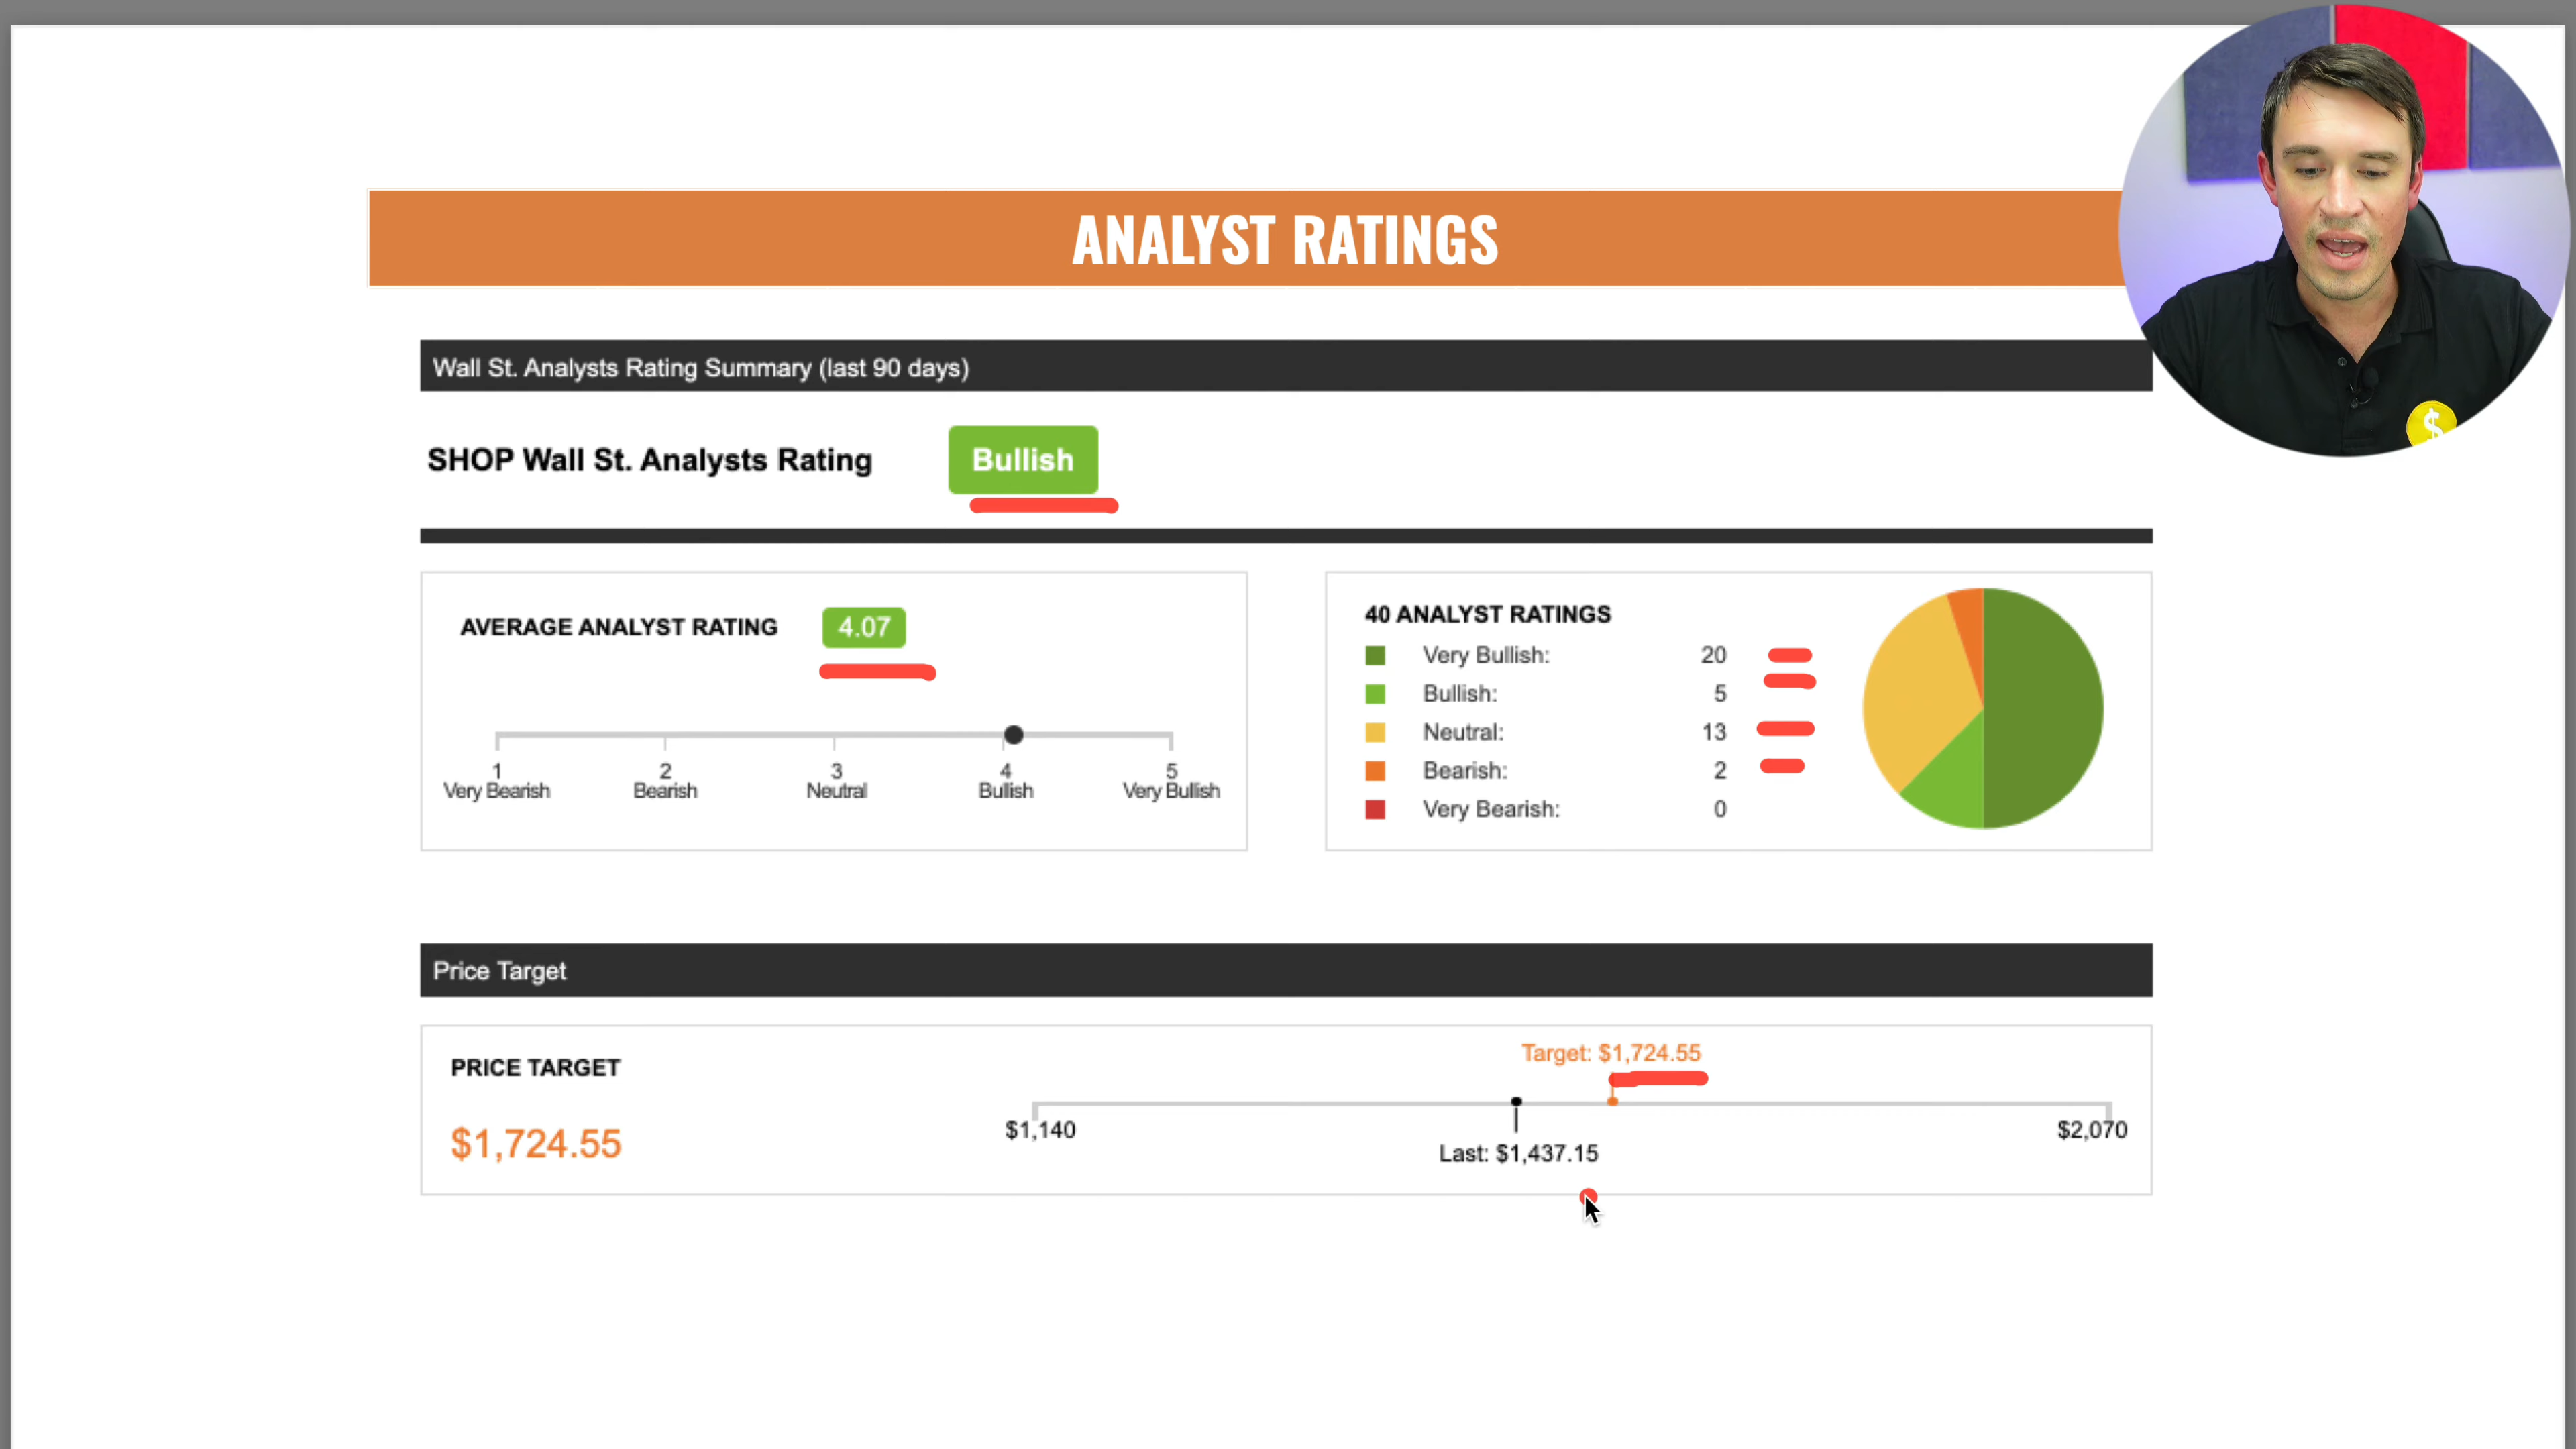 ANALYST RATINGS
Wall St. Analysts Rating Summary (last 90 days)
SHOP Wall St. Analysts Rating Bullish
AVERAGE ANALYST RATING 4.07
1 2 3 4 5
Very Bearish Bearish Neutral Bullish Very Bullish
40 ANALYST RATINGS
Very Bullish: 20
Bullish: 5
Neutral: 13
Bearish: 2
Very Bearish: 0
Price Target
PRICE TARGET
$1,724.55
Target: $1,724.55
$1,140 $2,070
Last: $1,437.15
$